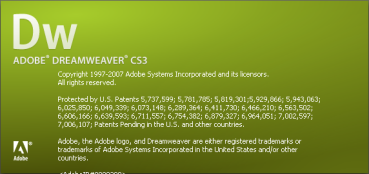 Dw
ADOBE® DREAMWEAVER® CS3
Copyright 1997-2007 Adobe Systems Incorporated and its licensors.
All rights reserved.
Protected by U.S. Patents 5,737,599; 5,781,785; 5,819,301;5,929,866; 5,943,063;
6,025,850; 6,049,339; 6,073,148; 6,289,364; 6,411,730; 6,466,210; 6,563,502;
6,606,166; 6,639,593; 6,711,557; 6,754,382; 6,879,327; 6,964,051; 7,002,597;
7,006,107; Patents Pending in the U.S. and other countries.
Adobe, the Adobe logo, and Dreamweaver are either registered trademarks or
trademarks of Adobe Systems Incorporated in the United States and/or other
countries.
Adobe